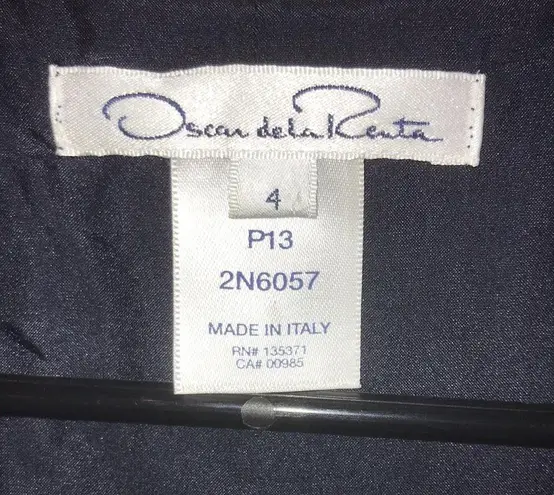 Oscar de la Renta
4
P13
2N6057
MADE IN ITALY
RN# 135371
CA# 00985